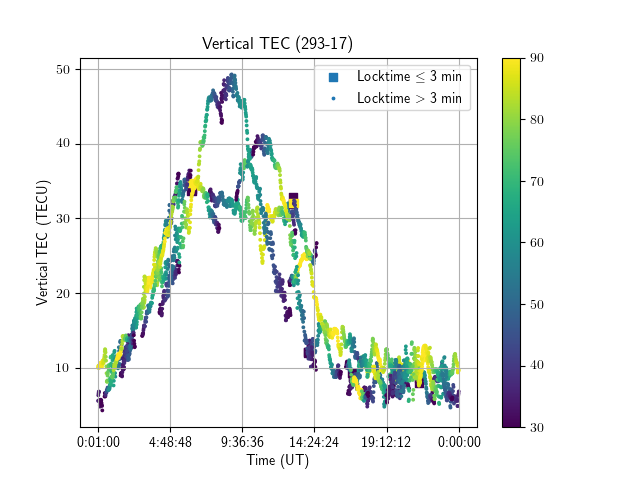 Vertical TEC (293-17)
Locktime ≤ 3 min
Locktime > 3 min
50
40
30
20
10
Vertical TEC (TECU)
0:01:00 4:48:48 9:36:36 14:24:24 19:12:12 0:00:00
Time (UT)
90
80
70
60
50
40
30